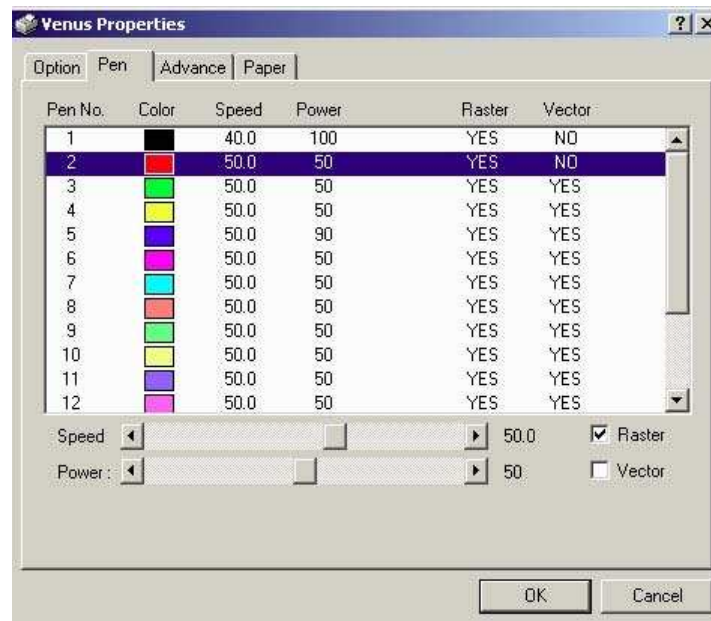 Venus Properties
Option Pen Advance Paper
Pen No. Color Speed Power Raster Vector
1 40.0 100 YES NO
2 50.0 50 YES NO
3 50.0 50 YES YES
4 50.0 50 YES YES
5 50.0 90 YES YES
6 50.0 50 YES YES
7 50.0 50 YES YES
8 50.0 50 YES YES
9 50.0 50 YES YES
10 50.0 50 YES YES
11 50.0 50 YES YES
12 50.0 50 YES YES
Speed 50.0 Raster
Power : 50 Vector
OK Cancel